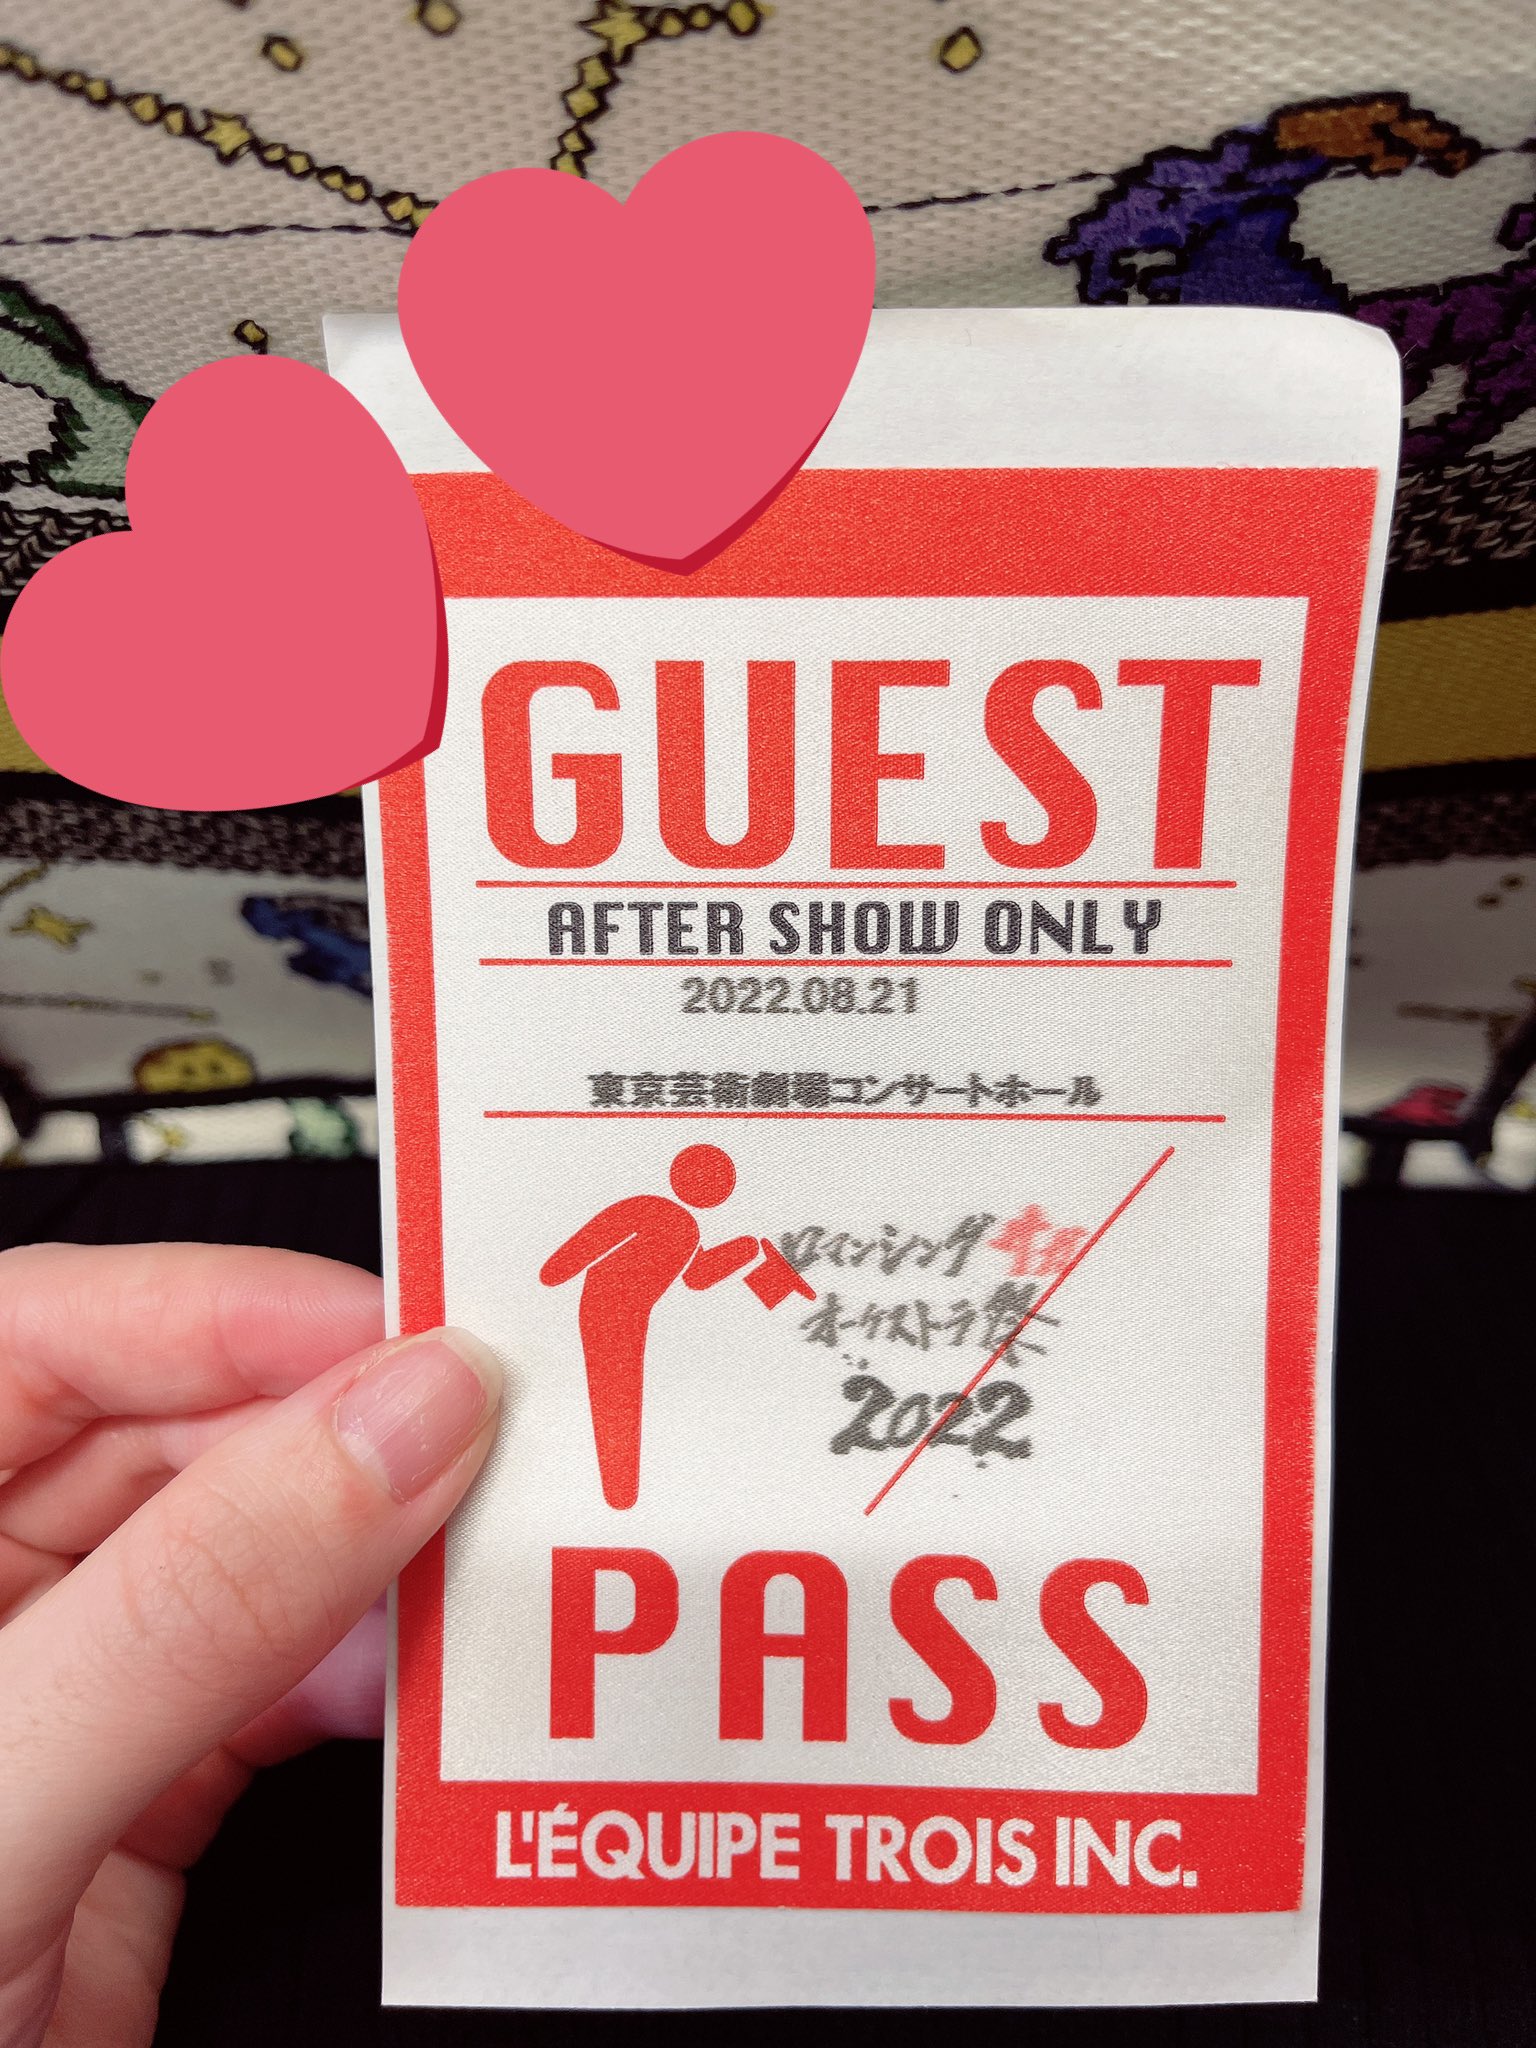 GUEST
AFTER SHOW ONLY
2022.08.21
東京芸術劇場コンサートホール
ロマンシング
オーケストラ祭
2022
PASS
L'ÉQUIPE TROIS INC.